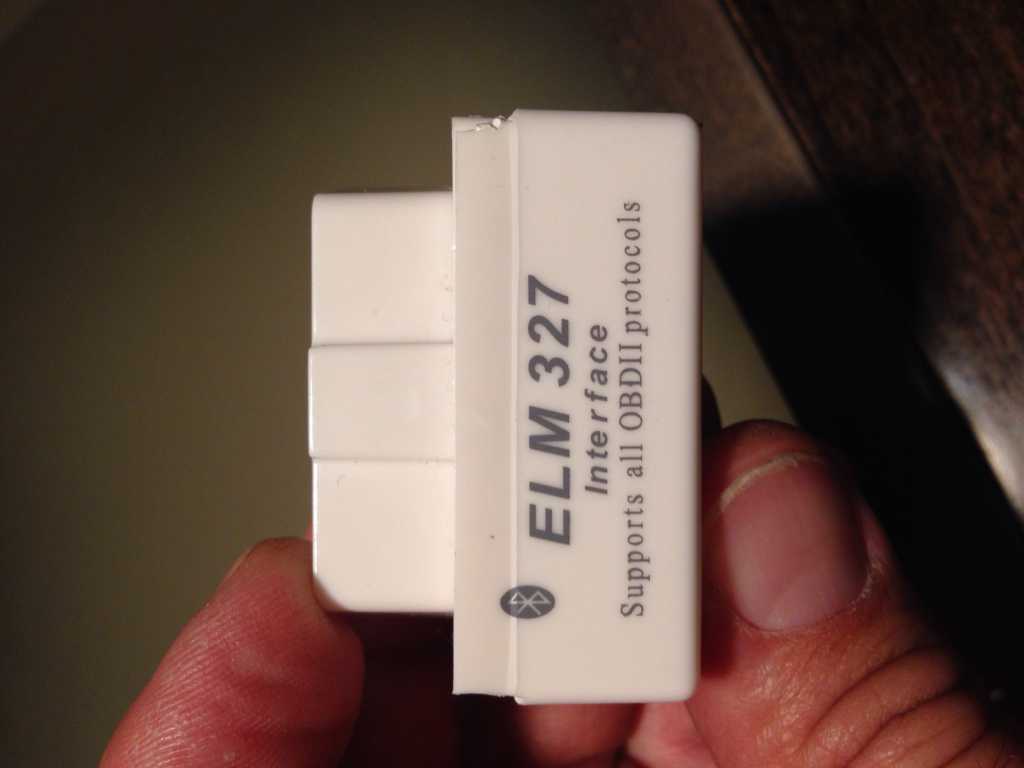 ELM 327
Interface
Supports all OBDII protocols